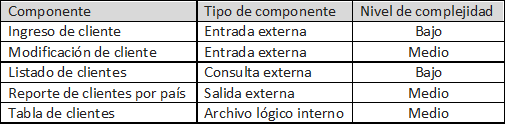 Componente Tipo de componente Nivel de complejidad
Ingreso de cliente Entrada externa Bajo
Modificación de cliente Entrada externa Medio
Listado de clientes Consulta externa Bajo
Reporte de clientes por país Salida externa Medio
Tabla de clientes Archivo lógico interno Medio